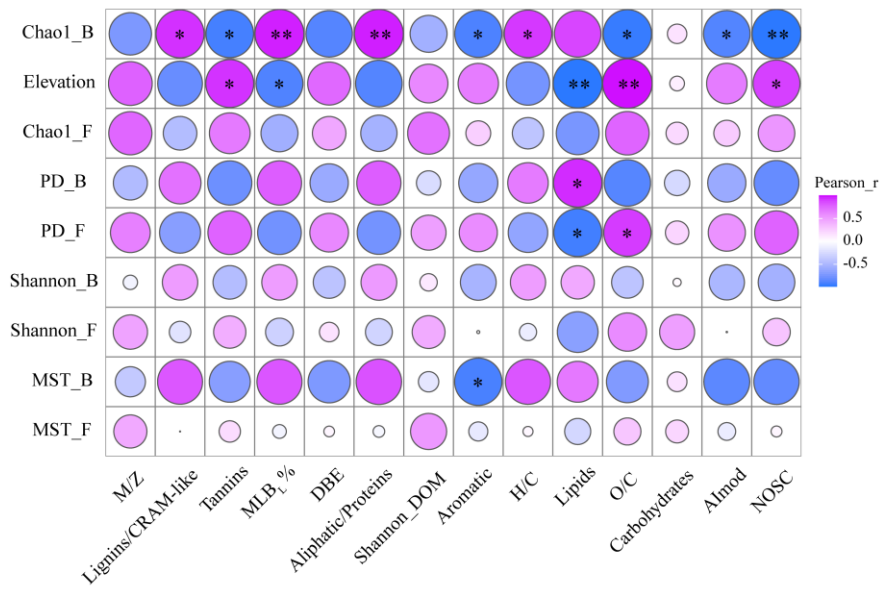 Chao1_B * * ** ** * * * * **
Elevation * * ** ** *
Chao1_F
PD_B *
PD_F * *
Shannon_B
Shannon_F
MST_B *
MST_F
Pearson_r
0.5
0.0
-0.5
M/Z
Lignins/CRAM-like
Tannins
MLB_L%
DBE
Aliphatic/Proteins
Shannon_DOM
Aromatic
H/C
Lipids
O/C
Carbohydrates
AImod
NOSC